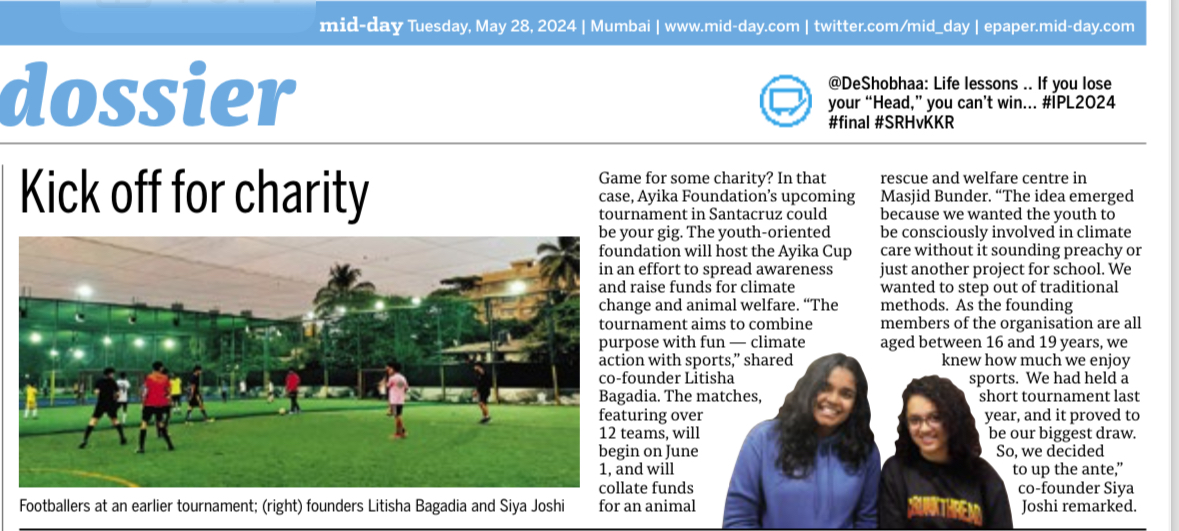 mid-day Tuesday, May 28, 2024 | Mumbai | www.mid-day.com | twitter.com/mid_day | epaper.mid-day.com
dossier
@DeShobhaa: Life lessons .. If you lose
your “Head,” you can’t win... #IPL2024
#final #SRHvKKR
Kick off for charity
Footballers at an earlier tournament; (right) founders Litisha Bagadia and Siya Joshi
Game for some charity? In that
case, Ayika Foundation’s upcoming
tournament in Santacruz could
be your gig. The youth-oriented
foundation will host the Ayika Cup
in an effort to spread awareness
and raise funds for climate
change and animal welfare. “The
tournament aims to combine
purpose with fun — climate
action with sports,” shared
co-founder Litisha
Bagadia. The matches,
featuring over
12 teams, will
begin on June
1, and will
collate funds
for an animal
rescue and welfare centre in
Masjid Bunder. “The idea emerged
because we wanted the youth to
be consciously involved in climate
care without it sounding preachy or
just another project for school. We
wanted to step out of traditional
methods. As the founding
members of the organisation are all
aged between 16 and 19 years, we
knew how much we enjoy
sports. We had held a
short tournament last
year, and it proved to
be our biggest draw.
So, we decided
to up the ante,”
co-founder Siya
Joshi remarked.